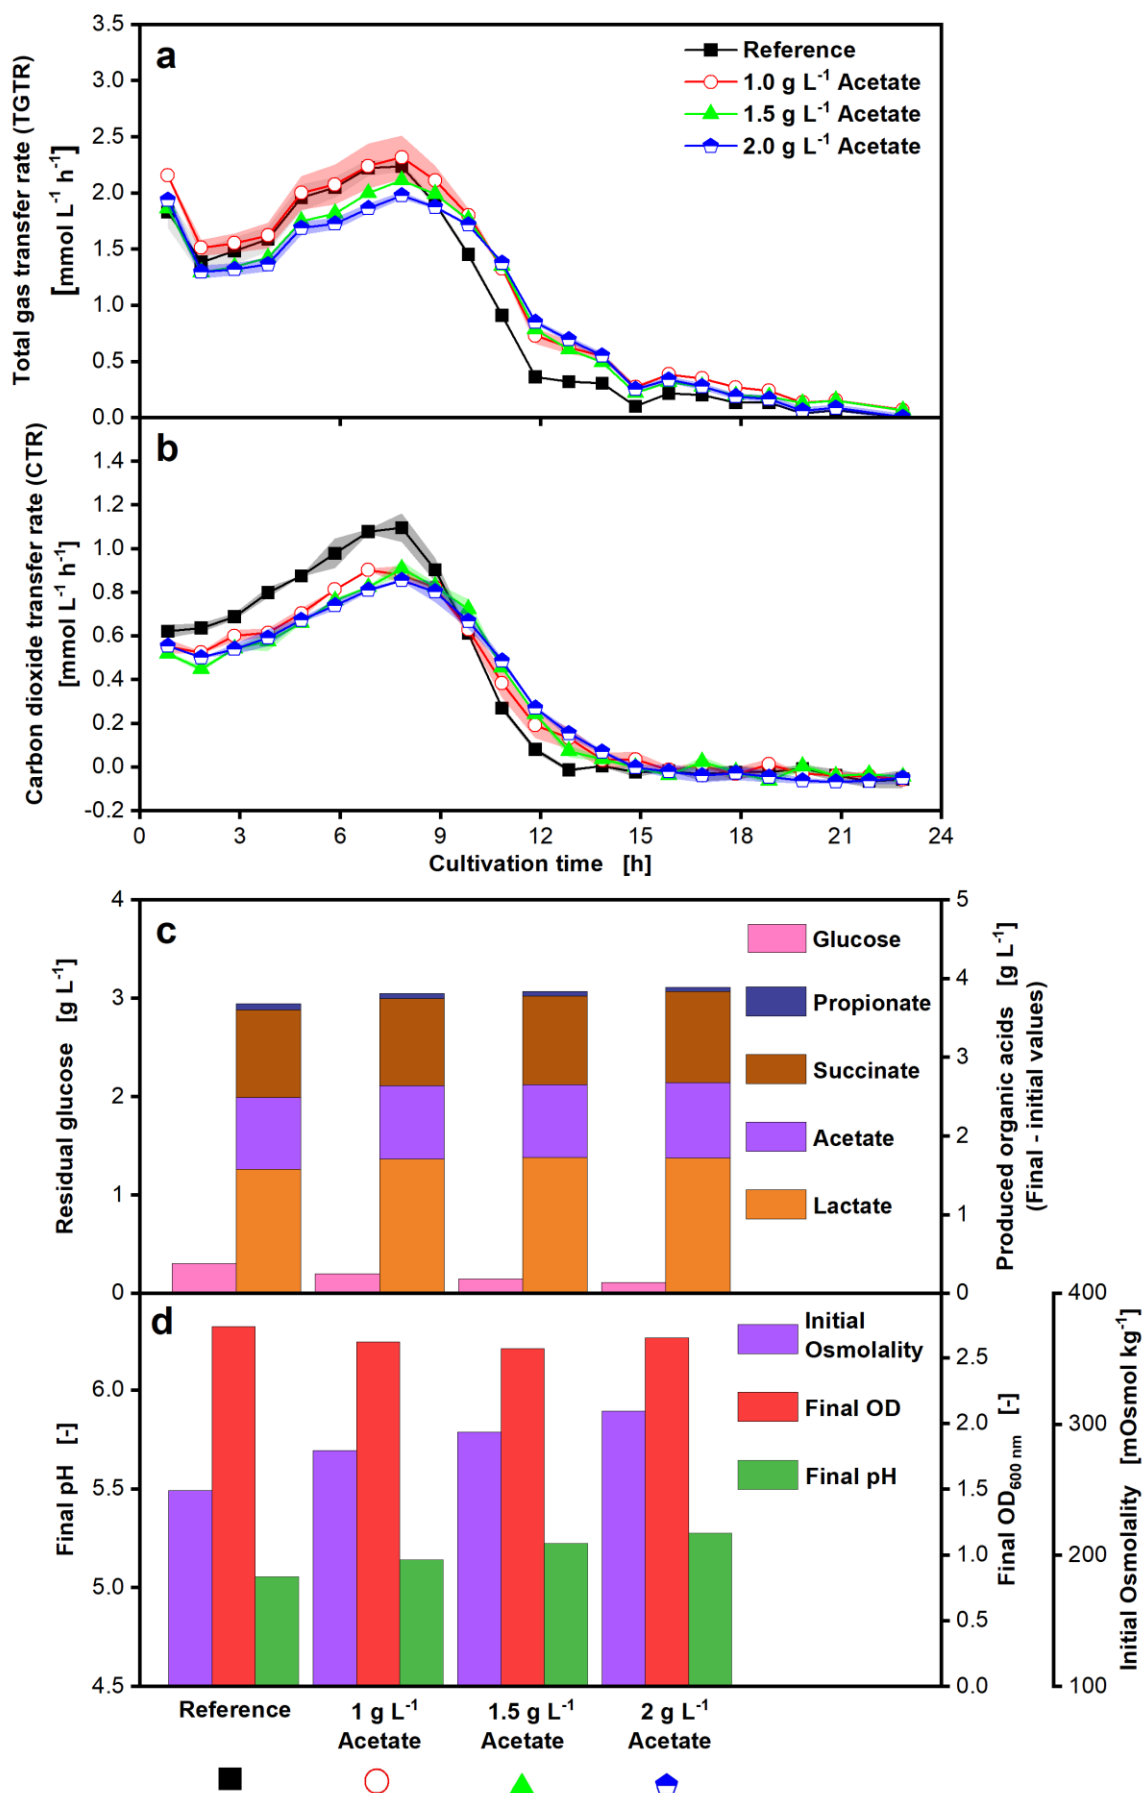 a
Reference
1.0 g L⁻¹ Acetate
1.5 g L⁻¹ Acetate
2.0 g L⁻¹ Acetate
Total gas transfer rate (TGTR)
[mmol L⁻¹ h⁻¹]
3.5
3.0
2.5
2.0
1.5
1.0
0.5
0.0
b
Carbon dioxide transfer rate (CTR)
[mmol L⁻¹ h⁻¹]
1.4
1.2
1.0
0.8
0.6
0.4
0.2
0.0
-0.2
0 3 6 9 12 15 18 21 24
Cultivation time [h]
c
Residual glucose [g L⁻¹]
4
3
2
1
0
Glucose
Propionate
Succinate
Acetate
Lactate
5
4
3
2
1
0
Produced organic acids [g L⁻¹]
(Final - initial values)
d
Final pH [-]
6.0
5.5
5.0
4.5
Initial
Osmolality
Final OD
Final pH
2.5
2.0
1.5
1.0
0.5
0.0
Final OD₆₀₀ ₙₘ [-]
400
300
200
100
Initial Osmolality [mOsmol kg⁻¹]
Reference
1 g L⁻¹
Acetate
1.5 g L⁻¹
Acetate
2 g L⁻¹
Acetate